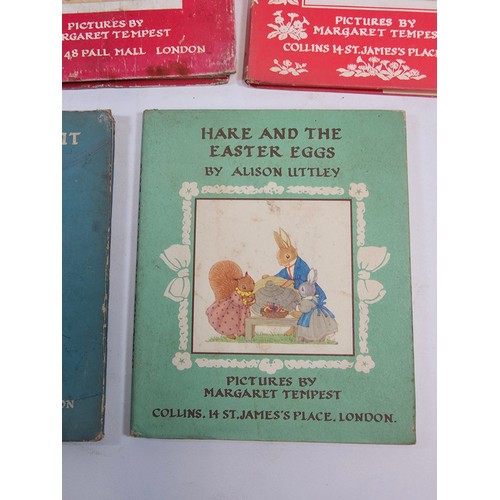 PICTURES BY
MARGARET TEMPEST
48 PALL MALL LONDON
PICTURES BY
MARGARET TEMPEST
COLLINS 14 ST. JAMES'S PLACE
HARE AND THE
EASTER EGGS
BY ALISON UTTLEY
PICTURES BY
MARGARET TEMPEST
COLLINS. 14 ST. JAMES'S PLACE. LONDON.